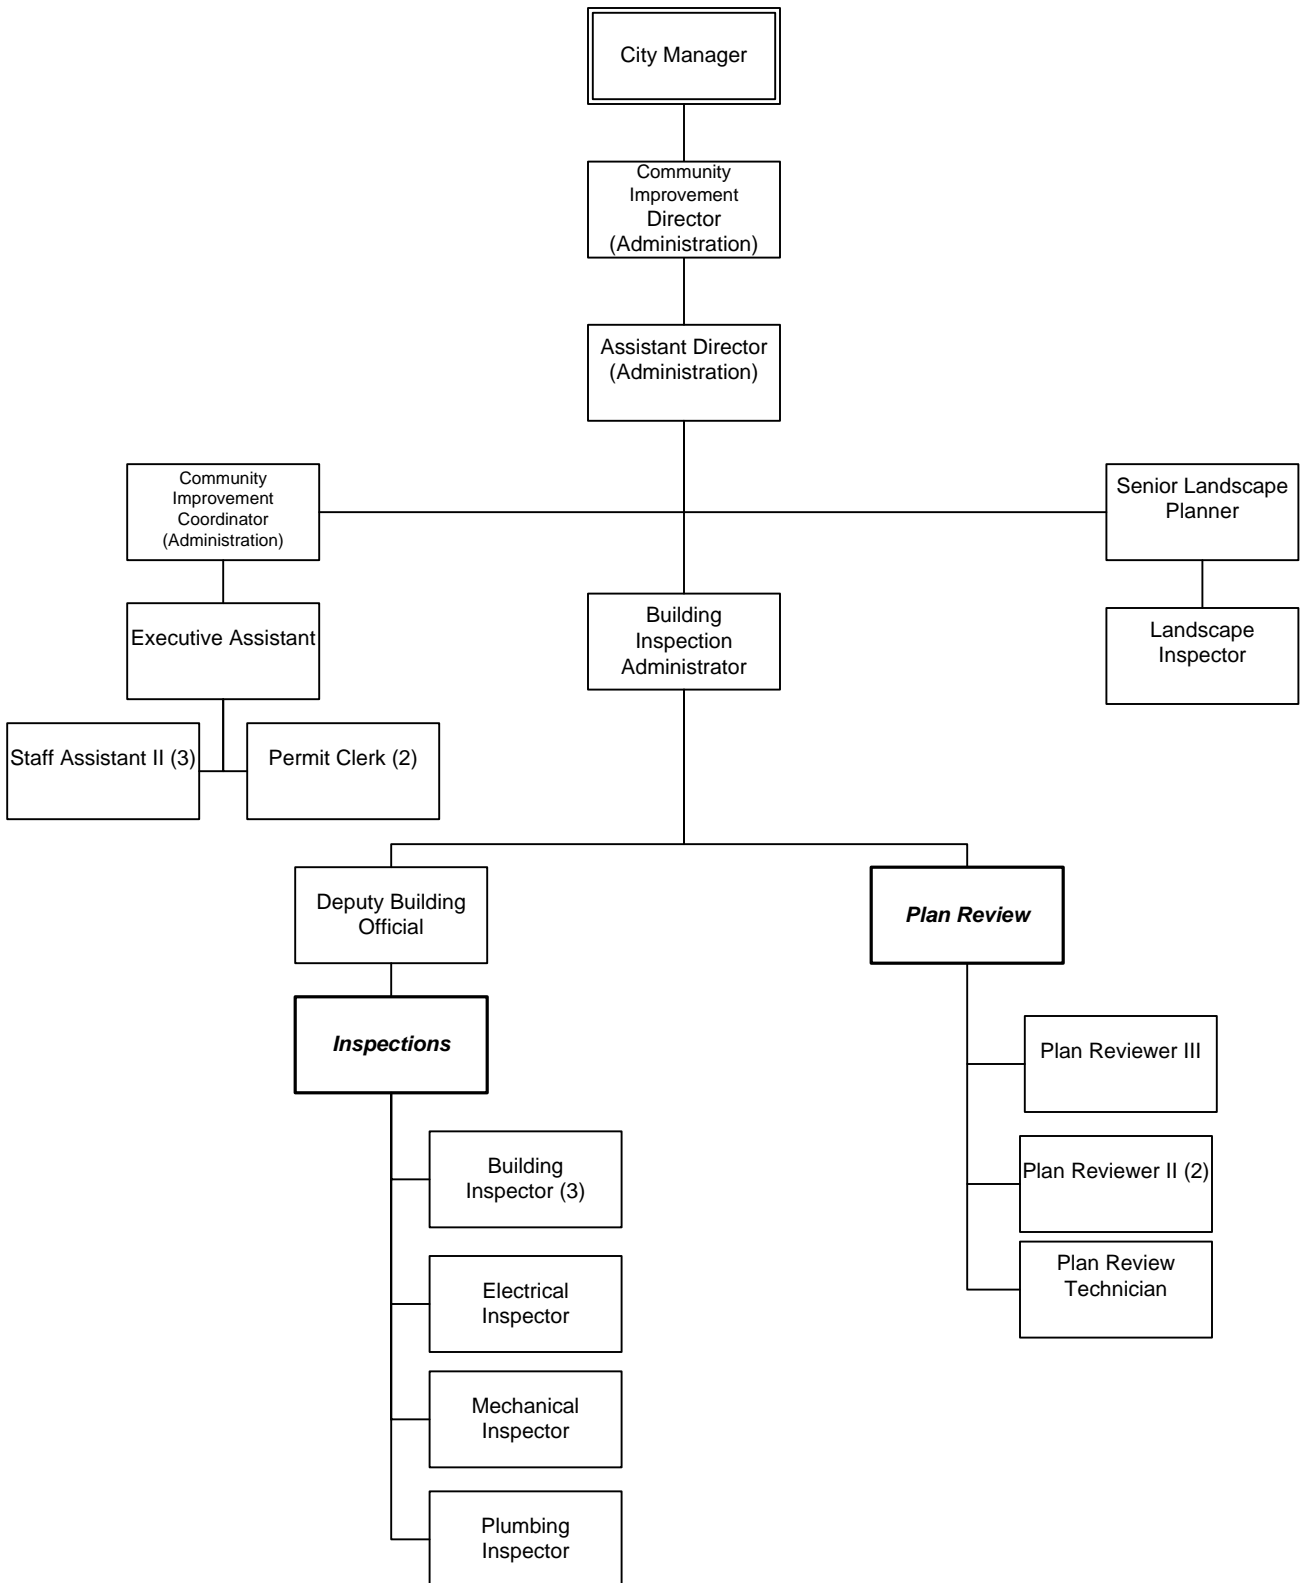 City Manager
Community
Improvement
Director
(Administration)
Assistant Director
(Administration)
Community
Improvement
Coordinator
(Administration)
Senior Landscape
Planner
Executive Assistant
Building
Inspection
Administrator
Landscape
Inspector
Staff Assistant II (3)
Permit Clerk (2)
Deputy Building
Official
Plan Review
Inspections
Plan Reviewer III
Building
Inspector (3)
Plan Reviewer II (2)
Electrical
Inspector
Plan Review
Technician
Mechanical
Inspector
Plumbing
Inspector